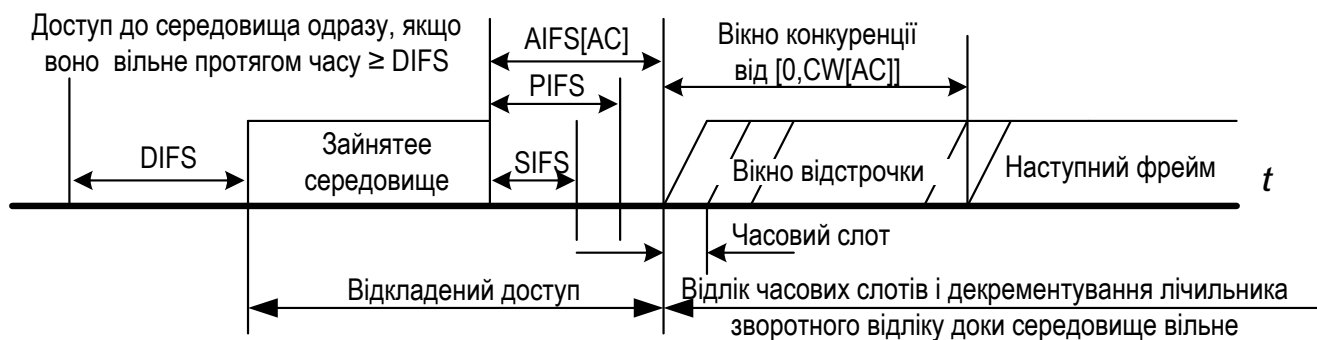 Доступ до середовища одразу, якщо
воно вільне протягом часу ≥ DIFS
AIFS[AC]
PIFS
SIFS
DIFS
Зайнятее
середовище
Вікно конкуренції
від [0,CW[AC]]
Вікно відстрочки
Наступний фрейм
t
Часовий слот
Відкладений доступ
Відлік часових слотів і декрементування лічильника
зворотного відліку доки середовище вільне